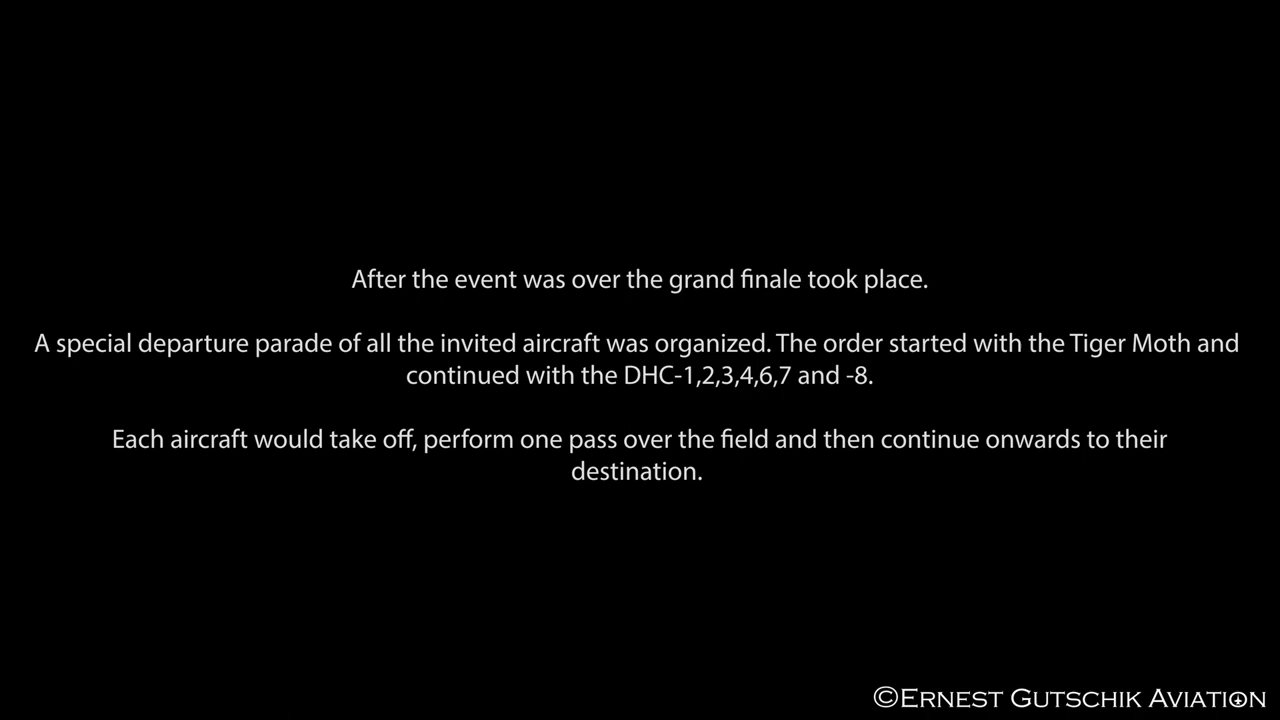 After the event was over the grand finale took place.
A special departure parade of all the invited aircraft was organized. The order started with the Tiger Moth and
continued with the DHC-1,2,3,4,6,7 and -8.
Each aircraft would take off, perform one pass over the field and then continue onwards to their
destination.
©ERNEST GUTSCHIK AVIATION